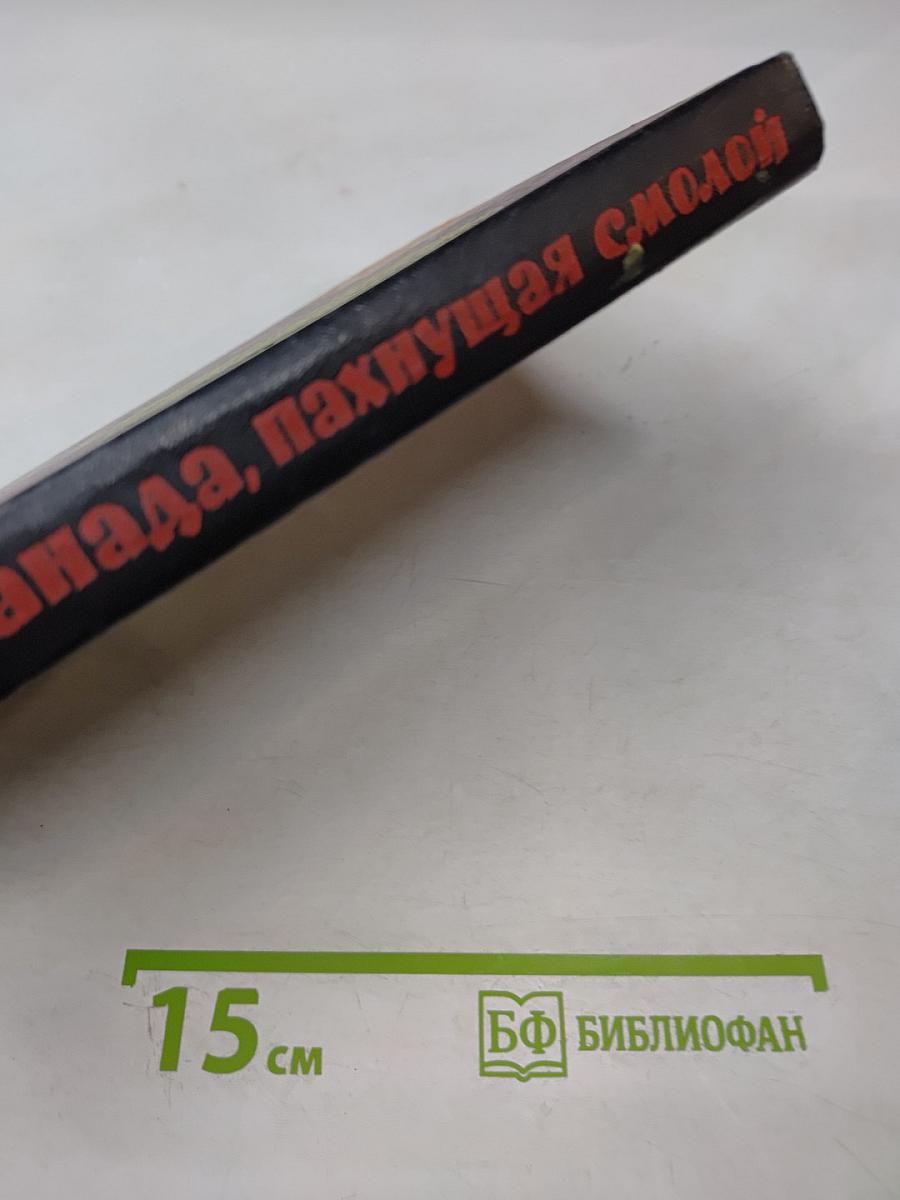 анада, пахнущая смолой
15 см
БФ БИБЛИОФАН